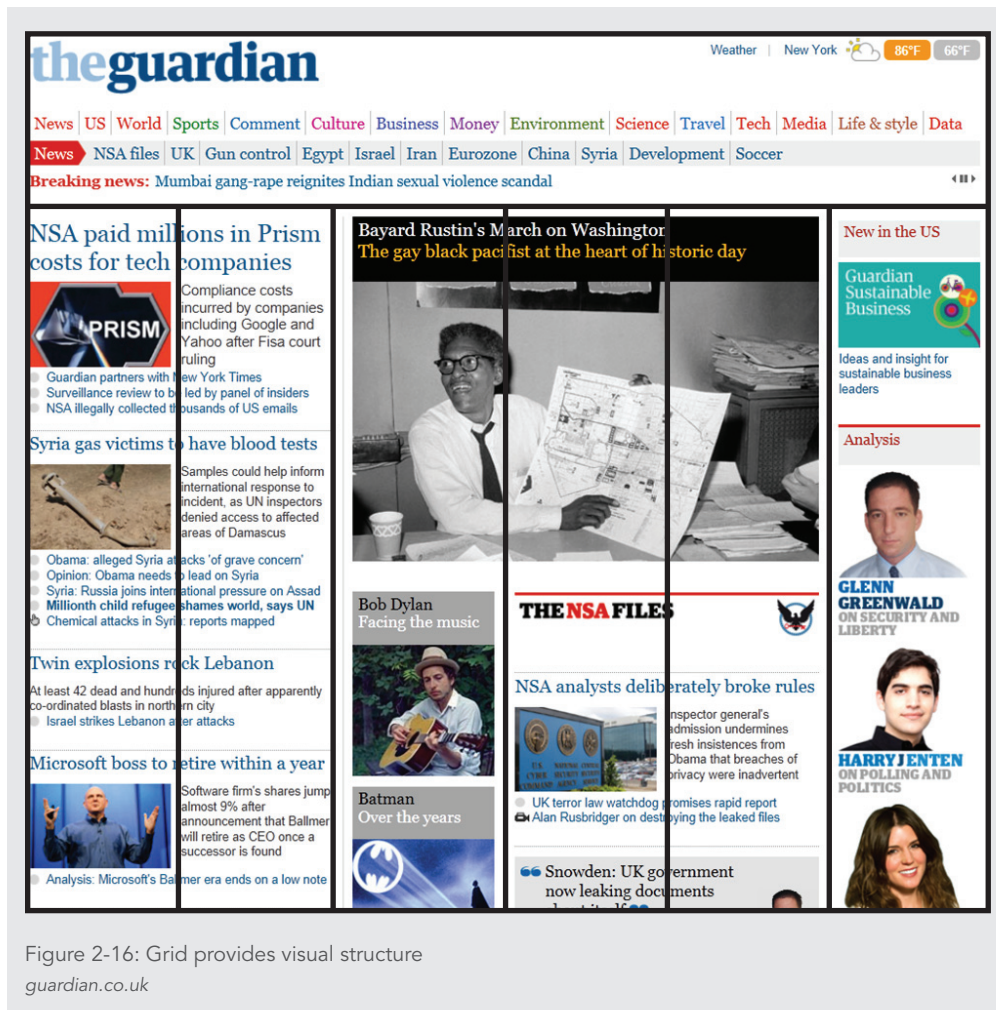 theguardian
Weather | New York 86°F 66°F
News US World Sports Comment Culture Business Money Environment Science Travel Tech Media Life & style Data
News NSA files UK Gun control Egypt Israel Iran Eurozone China Syria Development Soccer
Breaking news: Mumbai gang-rape reignites Indian sexual violence scandal
NSA paid millions in Prism
costs for tech companies
PRISM
Compliance costs
incurred by companies
including Google and
Yahoo after Fisa court
ruling
Guardian partners with New York Times
Surveillance review to be led by panel of insiders
NSA illegally collected thousands of US emails
Syria gas victims to have blood tests
Samples could help inform
international response to
incident, as UN inspectors
denied access to affected
areas of Damascus
Obama: alleged Syria attacks 'of grave concern'
Opinion: Obama needs to lead on Syria
Syria: Russia joins international pressure on Assad
Millionth child refugee shames world, says UN
Chemical attacks in Syria: reports mapped
Twin explosions rock Lebanon
At least 42 dead and hundreds injured after apparently
co-ordinated blasts in northern city
Israel strikes Lebanon after attacks
Microsoft boss to retire within a year
Software firm's shares jump
almost 9% after
announcement that Ballmer
will retire as CEO once a
successor is found
Analysis: Microsoft's Ballmer era ends on a low note
Bayard Rustin's March on Washington
The gay black pacifist at the heart of historic day
Bob Dylan
Facing the music
Batman
Over the years
THE NSA FILES
NSA analysts deliberately broke rules
Inspector general's
admission undermines
fresh insistences from
Obama that breaches of
privacy were inadvertent
UK terror law watchdog promises rapid report
Alan Rusbridger on destroying the leaked files
Snowden: UK government
now leaking documents
about itself
New in the US
Guardian
Sustainable
Business
Ideas and insight for
sustainable business
leaders
Analysis
GLENN
GREENWALD
ON SECURITY AND
LIBERTY
HARRY J ENTEN
ON POLLING AND
POLITICS
Figure 2-16: Grid provides visual structure
guardian.co.uk